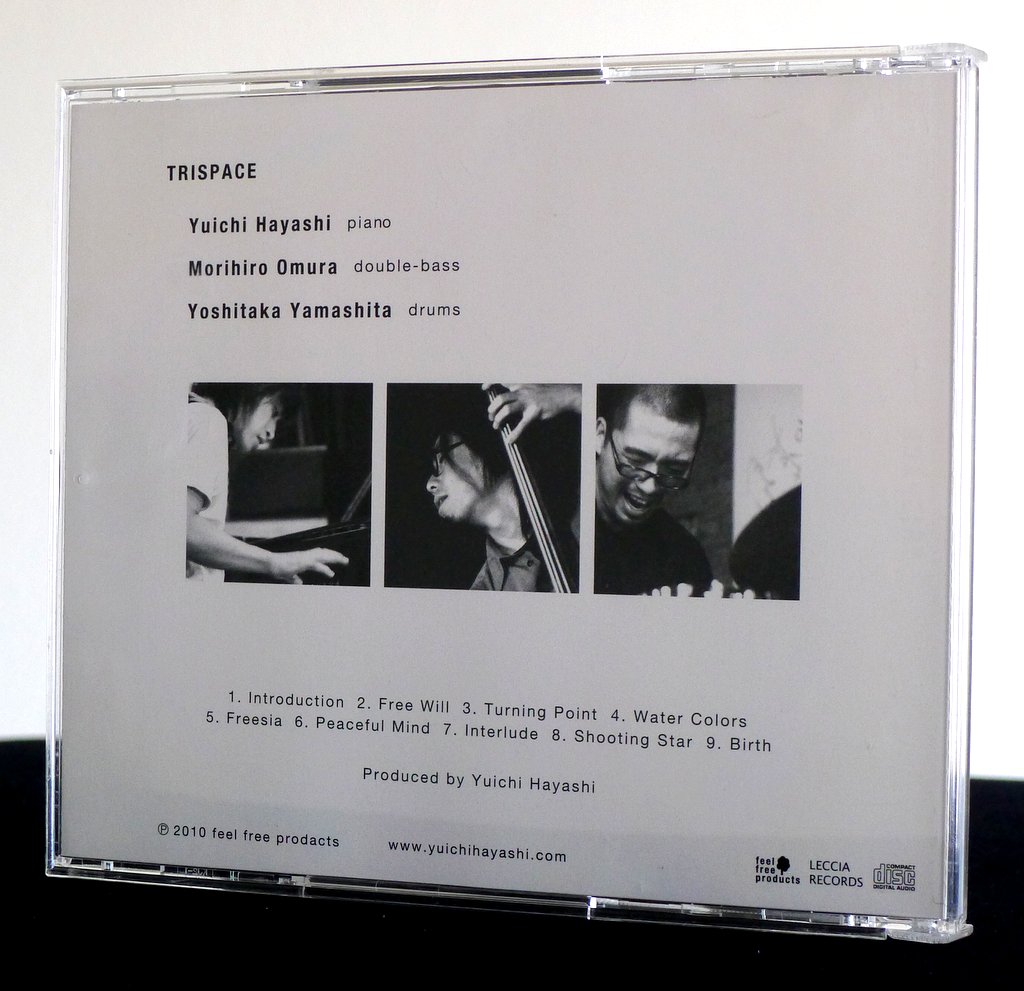 TRISPACE
Yuichi Hayashi piano
Morihiro Omura double-bass
Yoshitaka Yamashita drums
1. Introduction 2. Free Will 3. Turning Point 4. Water Colors
5. Freesia 6. Peaceful Mind 7. Interlude 8. Shooting Star 9. Birth
Produced by Yuichi Hayashi
℗ 2010 feel free prodacts
www.yuichihayashi.com
feel
free
products
LECCIA
RECORDS
COMPACT
disc
DIGITAL AUDIO